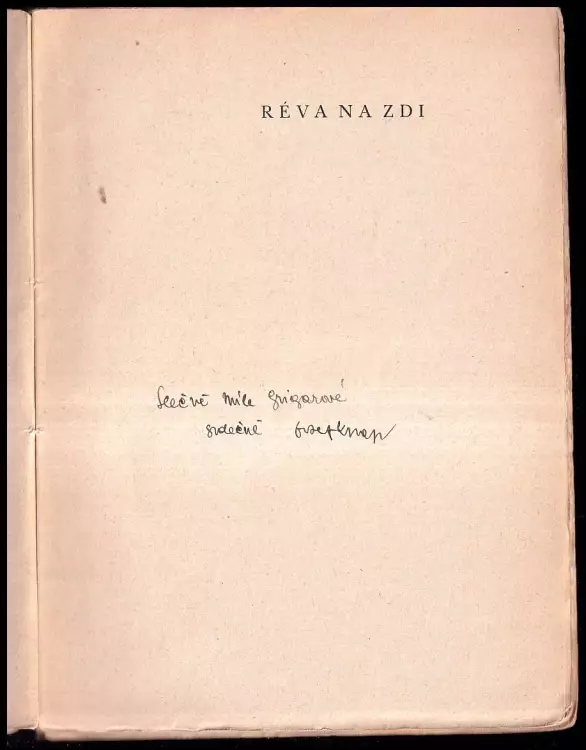 RÉVA NA ZDI
Slečně Mile Grigarové
srdečně Josef Knap